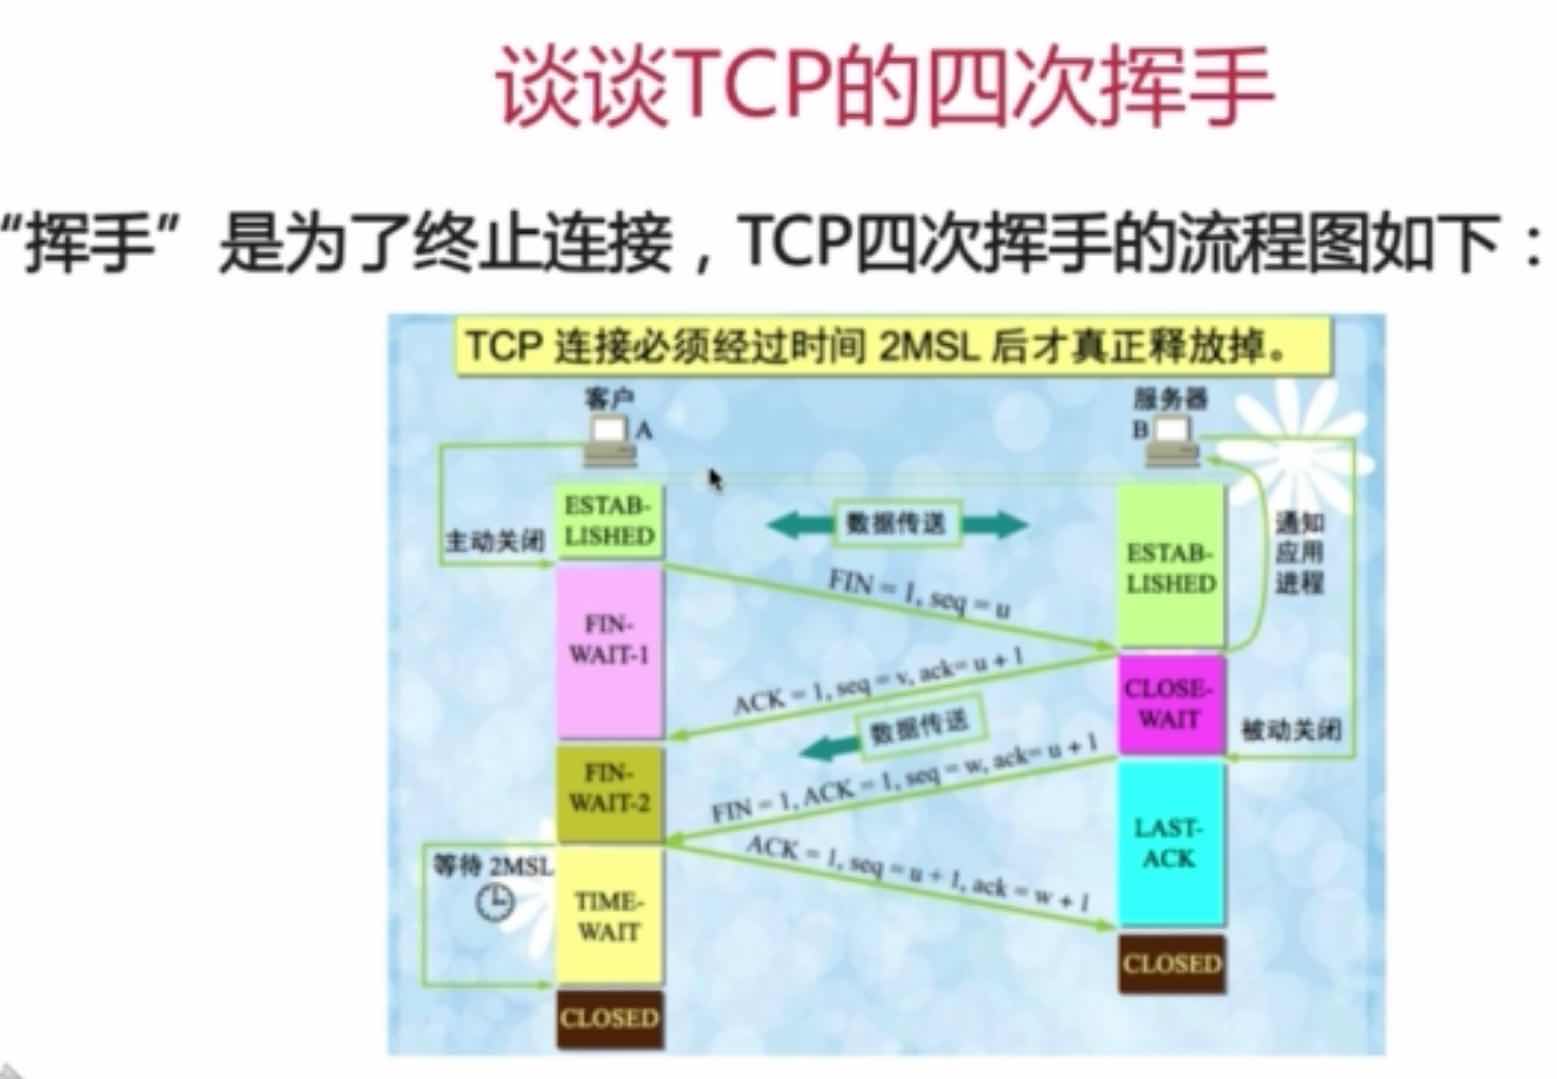 谈谈TCP的四次挥手
“挥手”是为了终止连接，TCP四次挥手的流程图如下：
TCP 连接必须经过时间 2MSL 后才真正释放掉。
客户
A
服务器
B
ESTAB-
LISHED
主动关闭
数据传送
ESTAB-
LISHED
通知
应用
进程
FIN = 1, seq = u
FIN-
WAIT-1
ACK = 1, seq = v, ack= u + 1
CLOSE-
WAIT
被动关闭
数据传送
FIN-
WAIT-2
FIN = 1, ACK = 1, seq = w, ack= u + 1
LAST-
ACK
ACK = 1, seq = u + 1, ack = w + 1
等待 2MSL
TIME-
WAIT
CLOSED
CLOSED